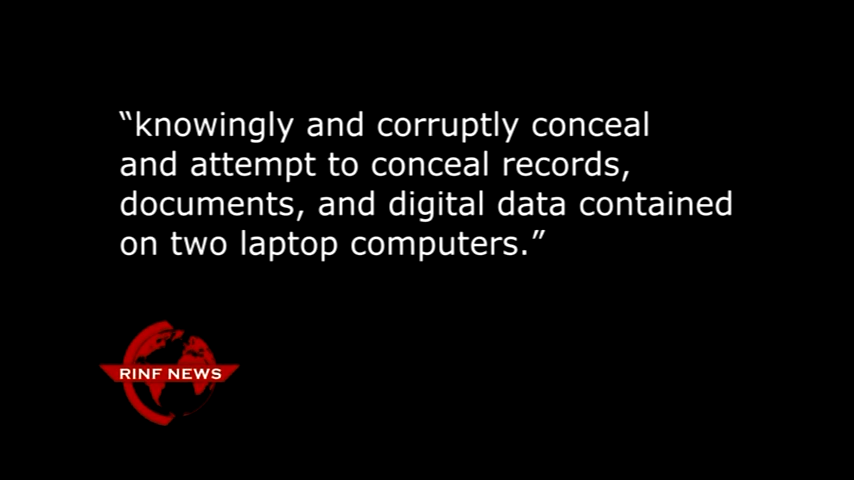 “knowingly and corruptly conceal
and attempt to conceal records,
documents, and digital data contained
on two laptop computers.”
RINF NEWS